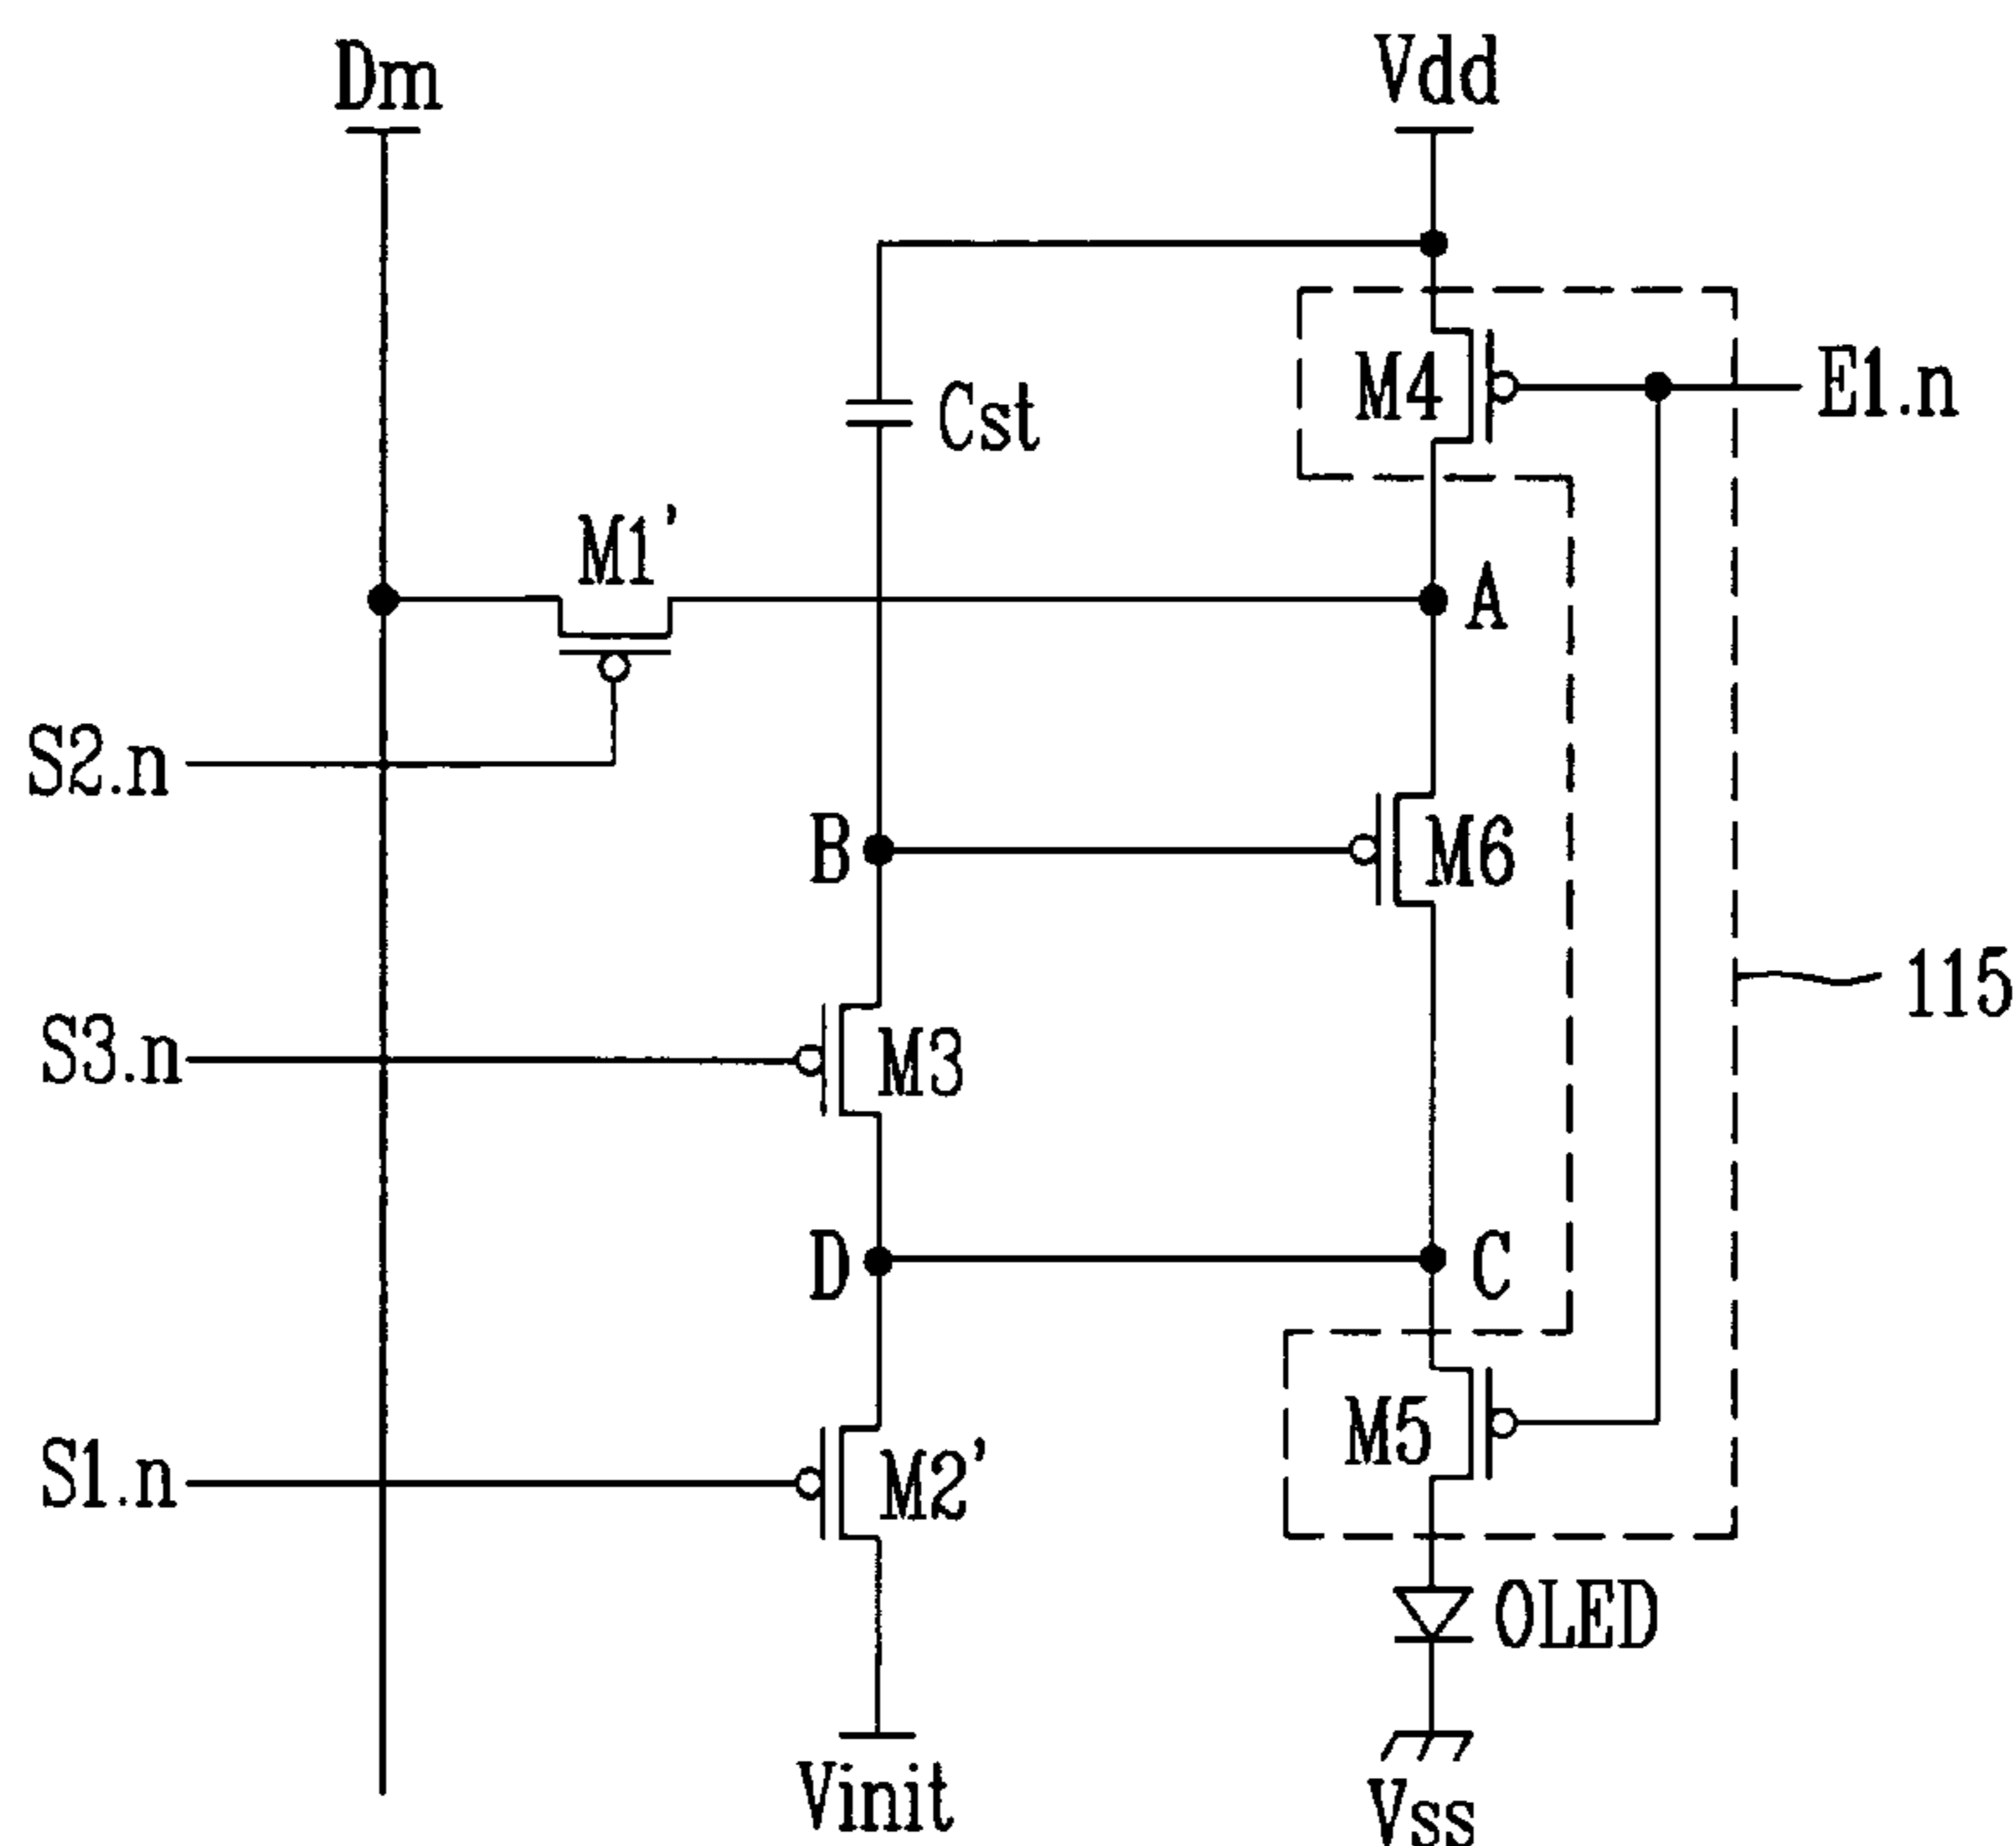 Dm
Vdd
M4
E1.n
Cst
M1'
A
S2.n
B
M6
115
S3.n
M3
D
C
M5
S1.n
M2'
OLED
Vinit
Vss